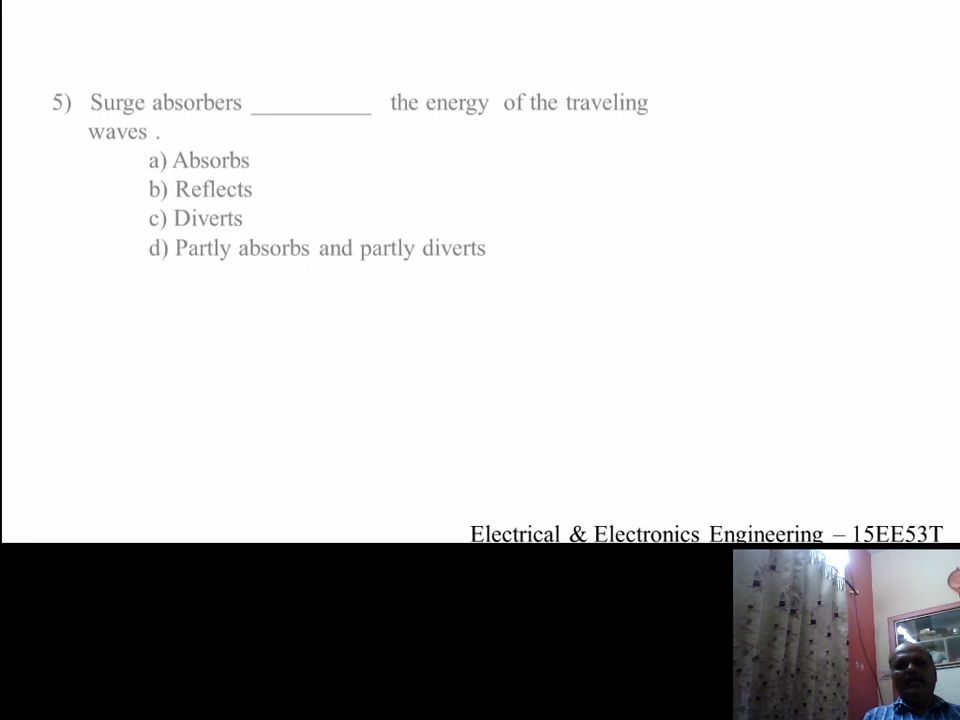 5) Surge absorbers __________ the energy of the traveling
waves .
a) Absorbs
b) Reflects
c) Diverts
d) Partly absorbs and partly diverts
Electrical & Electronics Engineering – 15EE53T